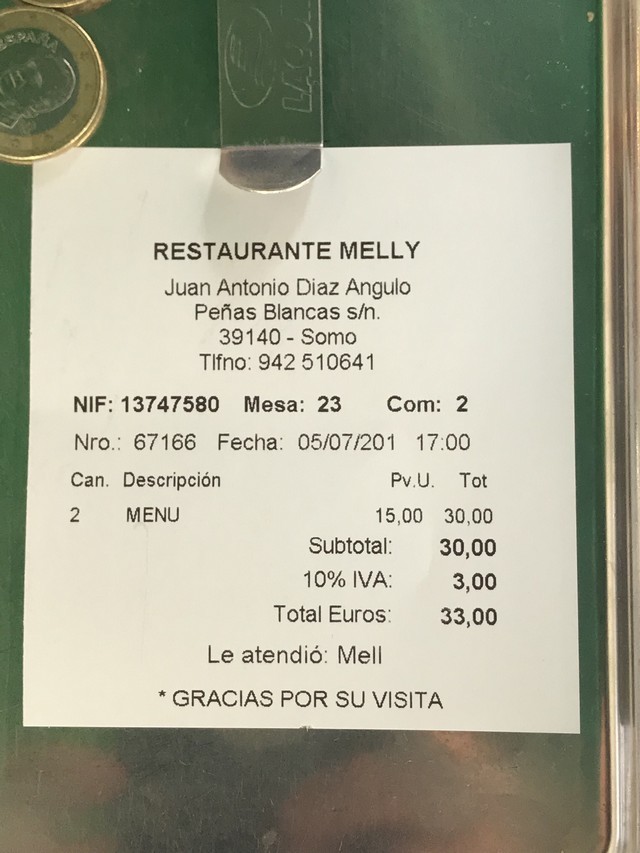 ESPAÑA
RESTAURANTE MELLY
Juan Antonio Diaz Angulo
Peñas Blancas s/n.
39140 - Somo
Tlfno: 942 510641
NIF: 13747580 Mesa: 23 Com: 2
Nro.: 67166 Fecha: 05/07/201 17:00
Can. Descripción Pv.U. Tot
2 MENU 15,00 30,00
Subtotal: 30,00
10% IVA: 3,00
Total Euros: 33,00
Le atendió: Mell
* GRACIAS POR SU VISITA